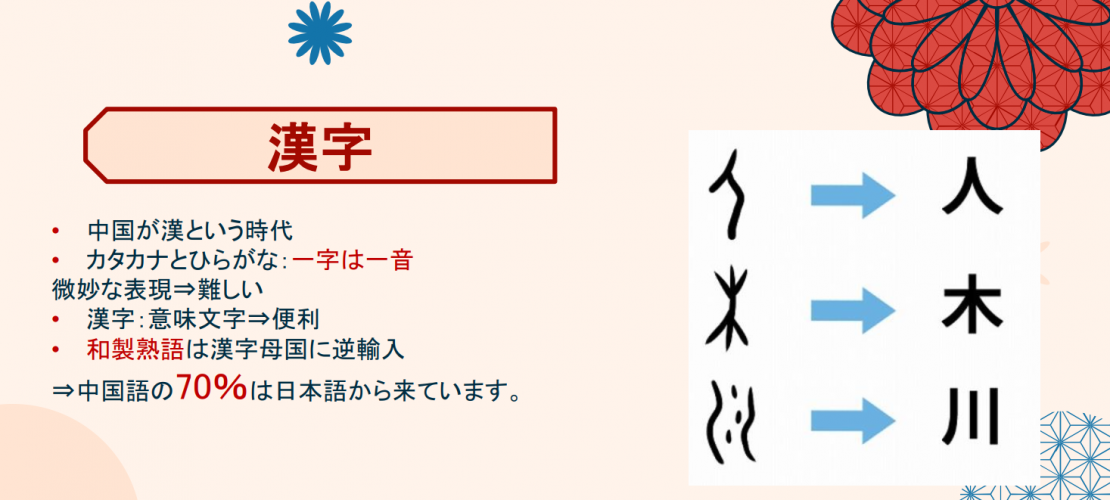 漢字
• 中国が漢という時代
• カタカナとひらがな：一字は一音
微妙な表現⇒難しい
• 漢字：意味文字⇒便利
• 和製熟語は漢字母国に逆輸入
⇒中国語の70%は日本語から来ています。
人
木
川